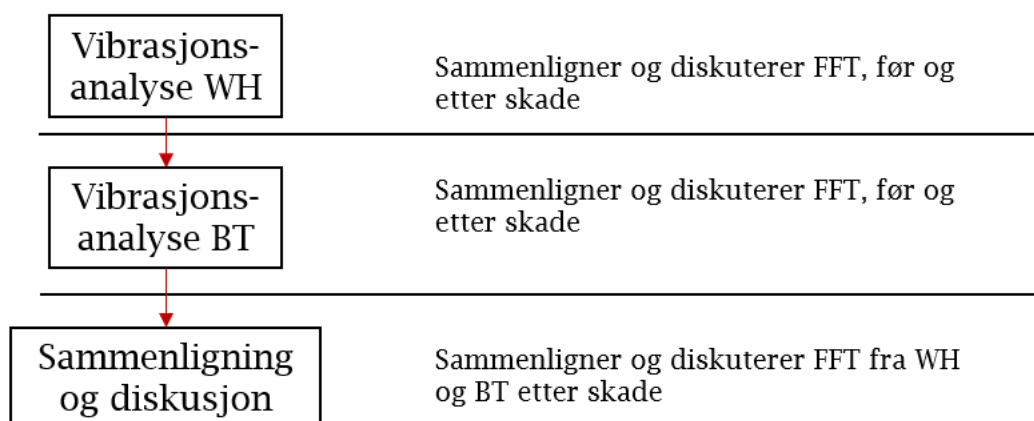 Vibrasjons-
analyse WH
Sammenligner og diskuterer FFT, før og
etter skade
Vibrasjons-
analyse BT
Sammenligner og diskuterer FFT, før og
etter skade
Sammenligning
og diskusjon
Sammenligner og diskuterer FFT fra WH
og BT etter skade